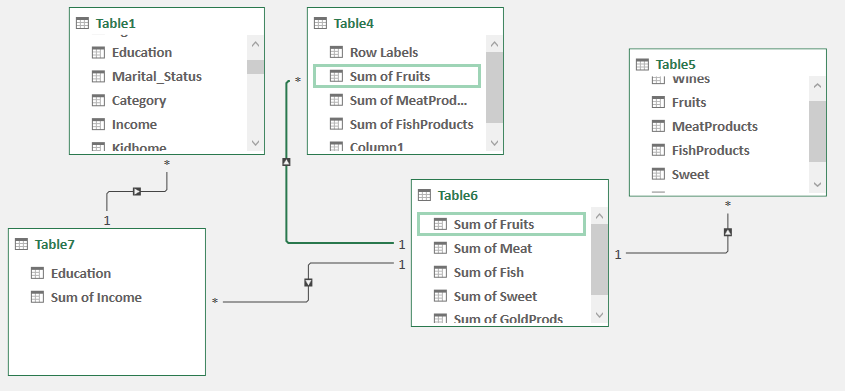 Table1
Education
Marital_Status
Category
Income
Kidhome
*
1
Table4
Row Labels
Sum of Fruits
Sum of MeatProd...
Sum of FishProducts
Column1
*
Table5
Wines
Fruits
MeatProducts
FishProducts
Sweet
*
Table6
Sum of Fruits
Sum of Meat
Sum of Fish
Sum of Sweet
Sum of GoldProds
1
1
1
Table7
Education
Sum of Income
*